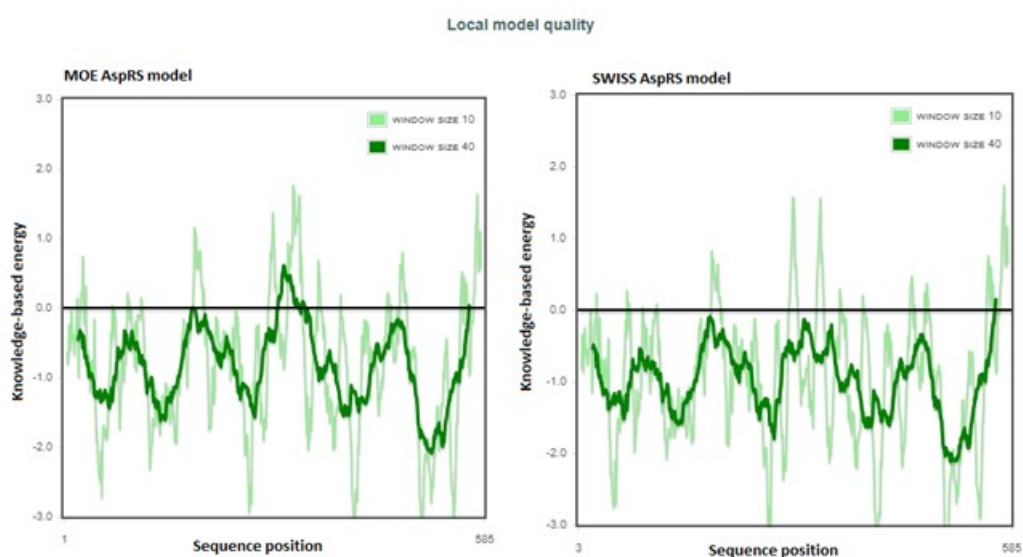 Local model quality
MOE AspRS model
3.0
2.0
1.0
0.0
-1.0
-2.0
-3.0
Knowledge-based energy
WINDOW SIZE 10
WINDOW SIZE 40
1
Sequence position
585
SWISS AspRS model
3.0
2.0
1.0
0.0
-1.0
-2.0
-3.0
Knowledge-based energy
WINDOW SIZE 10
WINDOW SIZE 40
3
Sequence position
585